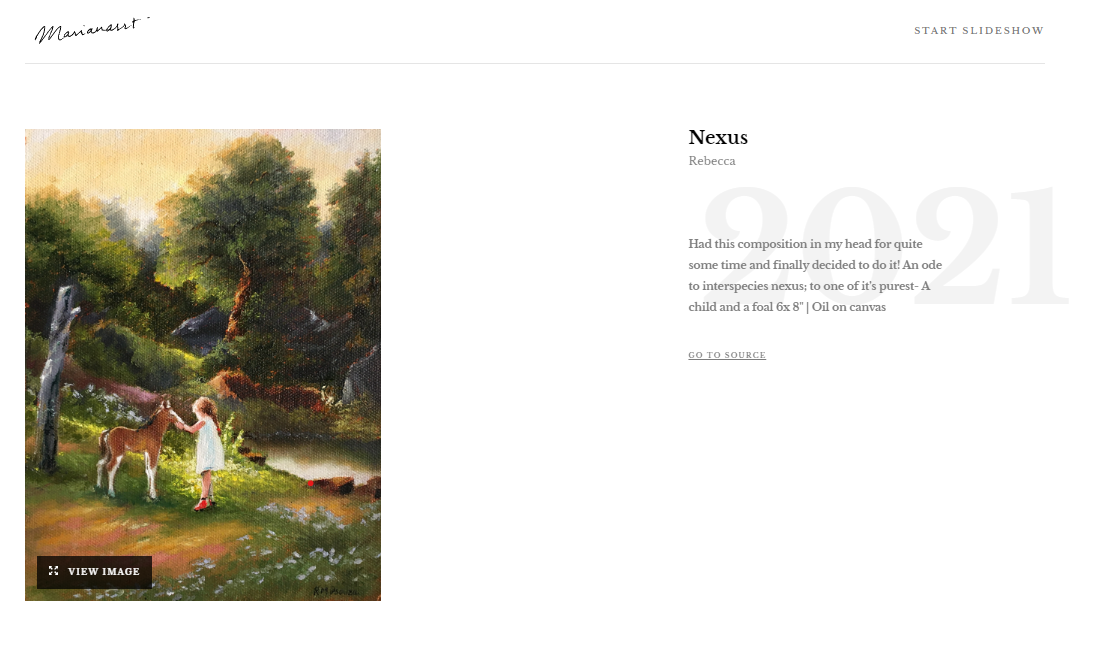 Marianasrt
START SLIDESHOW
Nexus
Rebecca
2021
Had this composition in my head for quite
some time and finally decided to do it! An ode
to interspecies nexus; to one of it's purest- A
child and a foal 6x 8" | Oil on canvas
GO TO SOURCE
VIEW IMAGE